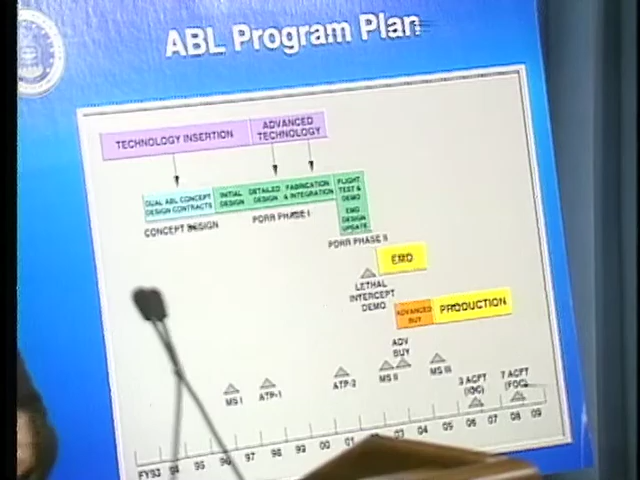 ABL Program Plan
TECHNOLOGY INSERTION
ADVANCED
TECHNOLOGY
DUAL ABL CONCEPT
DESIGN CONTRACTS
INITIAL
DESIGN
DETAILED
DESIGN
FABRICATION
& INTEGRATION
FLIGHT
TEST &
DEMO
EMD
DESIGN
UPDATE
CONCEPT DESIGN
PDRR PHASE I
PDRR PHASE II
EMD
LETHAL
INTERCEPT
DEMO
ADVANCED
BUY
PRODUCTION
ADV
BUY
MS I
ATP-1
ATP-2
MS II
MS III
3 ACFT
(IOC)
7 ACFT
(FOC)
FY93 94 95 96 97 98 99 00 01 03 04 05 06 07 08 09